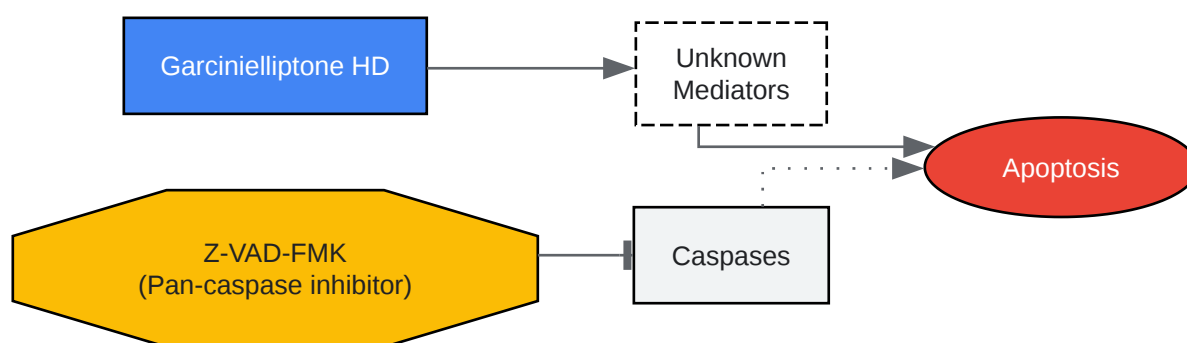 Garcinielliptone HD
Unknown
Mediators
Apoptosis
Z-VAD-FMK
(Pan-caspase inhibitor)
Caspases